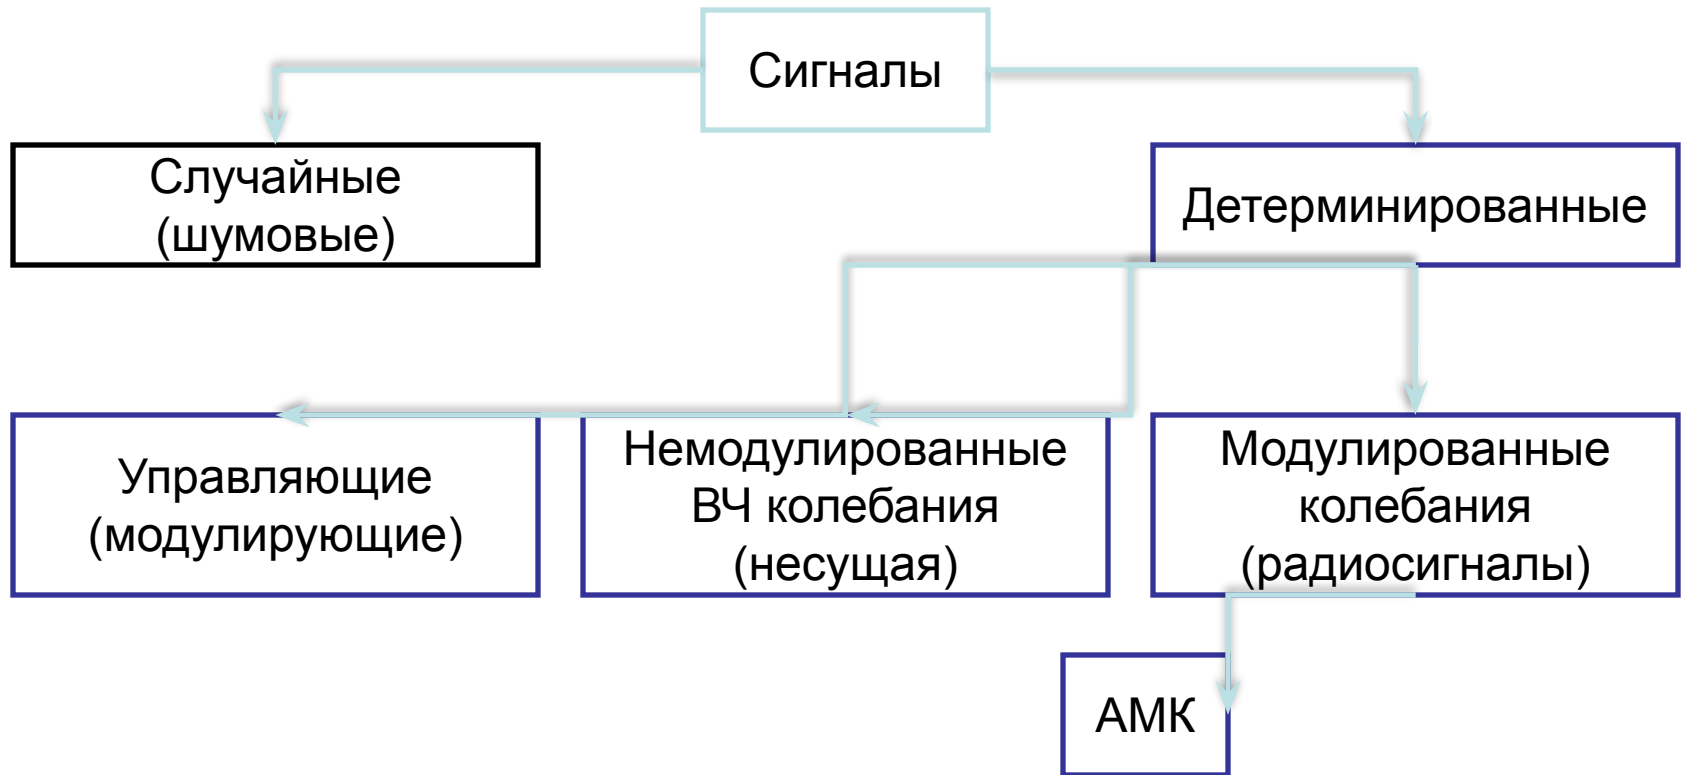 Сигналы
Случайные
(шумовые)
Детерминированные
Управляющие
(модулирующие)
Немодулированные
ВЧ колебания
(несущая)
Модулированные
колебания
(радиосигналы)
АМК